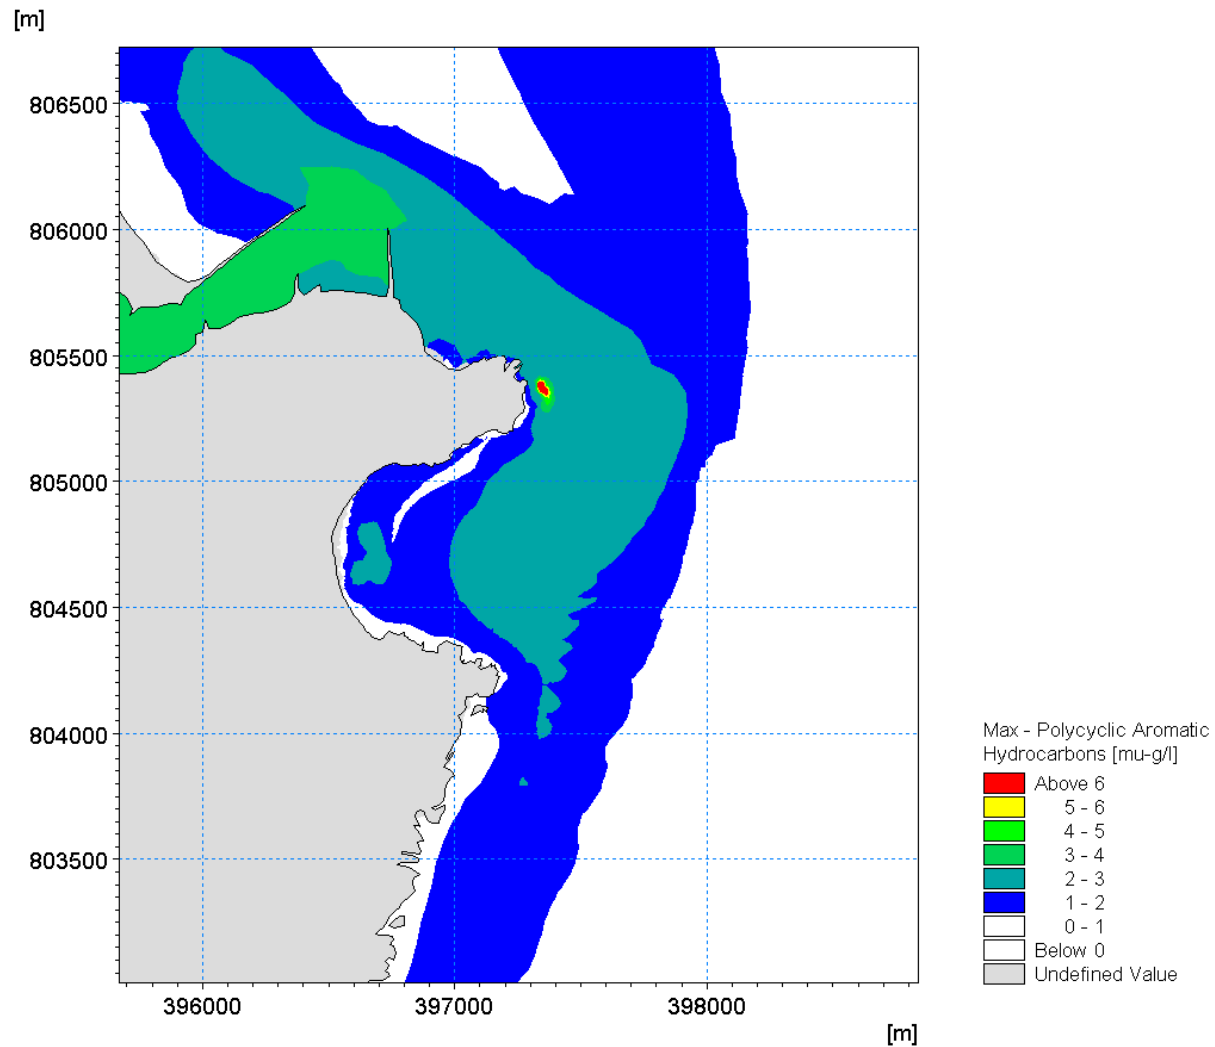 [m]
806500
806000
805500
805000
804500
804000
803500
396000
397000
398000
[m]
Max - Polycyclic Aromatic
Hydrocarbons [mu-g/l]
Above 6
5 - 6
4 - 5
3 - 4
2 - 3
1 - 2
0 - 1
Below 0
Undefined Value